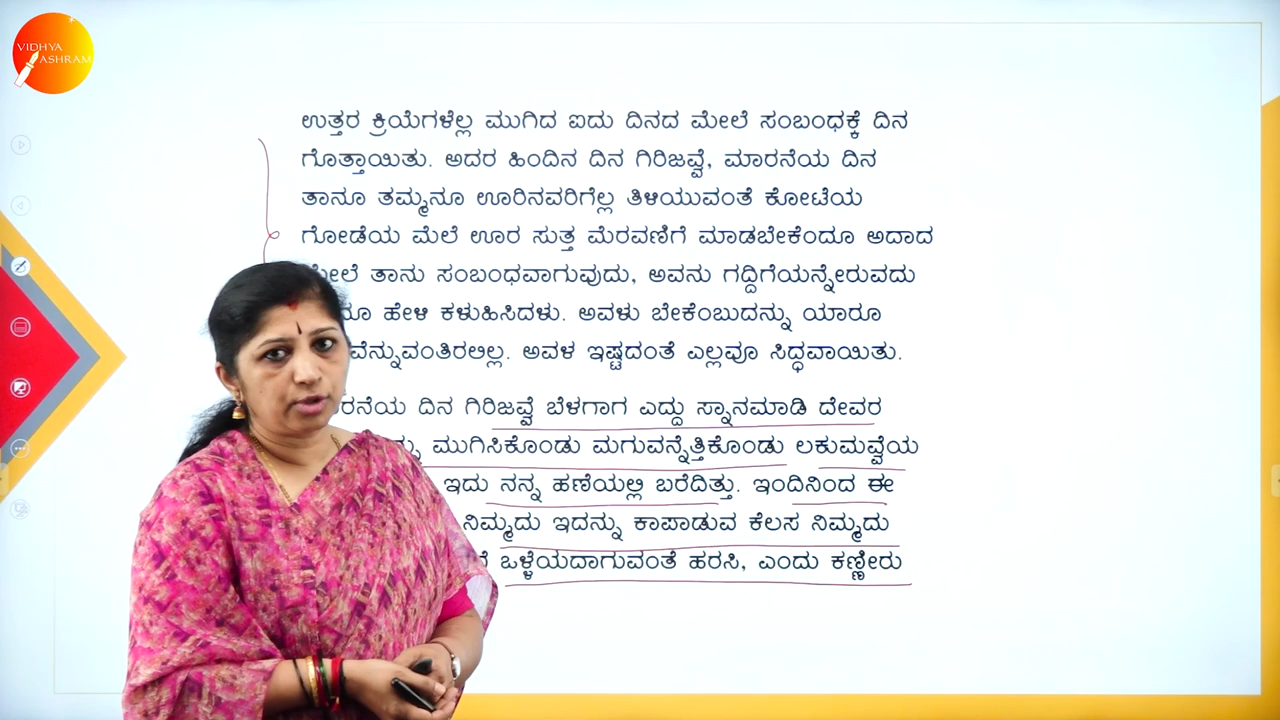 VIDHYA
ASHRAM
ಉತ್ತರ ಕ್ರಿಯೆಗಳೆಲ್ಲ ಮುಗಿದ ಐದು ದಿನದ ಮೇಲೆ ಸಂಬಂಧಕ್ಕೆ ದಿನ
ಗೊತ್ತಾಯಿತು. ಅದರ ಹಿಂದಿನ ದಿನ ಗಿರಿಜವ್ವೆ, ಮಾರನೆಯ ದಿನ
ತಾನೂ ತಮ್ಮನೂ ಊರಿನವರಿಗೆಲ್ಲ ತಿಳಿಯುವಂತೆ ಕೋಟೆಯ
ಗೋಡೆಯ ಮೆಲೆ ಊರ ಸುತ್ತ ಮೆರವಣಿಗೆ ಮಾಡಬೇಕೆಂದೂ ಅದಾದ
ಮೇಲೆ ತಾನು ಸಂಬಂಧವಾಗುವುದು, ಅವನು ಗದ್ದಿಗೆಯನ್ನೇರುವದು
ಹೇಳಿ ಕಳುಹಿಸಿದಳು. ಅವಳು ಬೇಕೆಂಬುದನ್ನು ಯಾರೂ
ಅವಳ ಇಷ್ಟದಂತೆ ಎಲ್ಲವೂ ಸಿದ್ಧವಾಯಿತು.
ದಿನ ಗಿರಿಜವ್ವೆ ಬೆಳಗಾಗ ಎದ್ದು ಸ್ನಾನಮಾಡಿ ದೇವರ
ಮುಗಿಸಿಕೊಂಡು ಮಗುವನ್ನೆತ್ತಿಕೊಂಡು ಲಕುಮವ್ವೆಯ
ಇದು ನನ್ನ ಹಣೆಯಲ್ಲಿ ಬರೆದಿತ್ತು. ಇಂದಿನಿಂದ ಈ
ನಿಮ್ಮದು ಇದನ್ನು ಕಾಪಾಡುವ ಕೆಲಸ ನಿಮ್ಮದು
ಒಳ್ಳೆಯದಾಗುವಂತೆ ಹರಸಿ, ಎಂದು ಕಣ್ಣೀರು